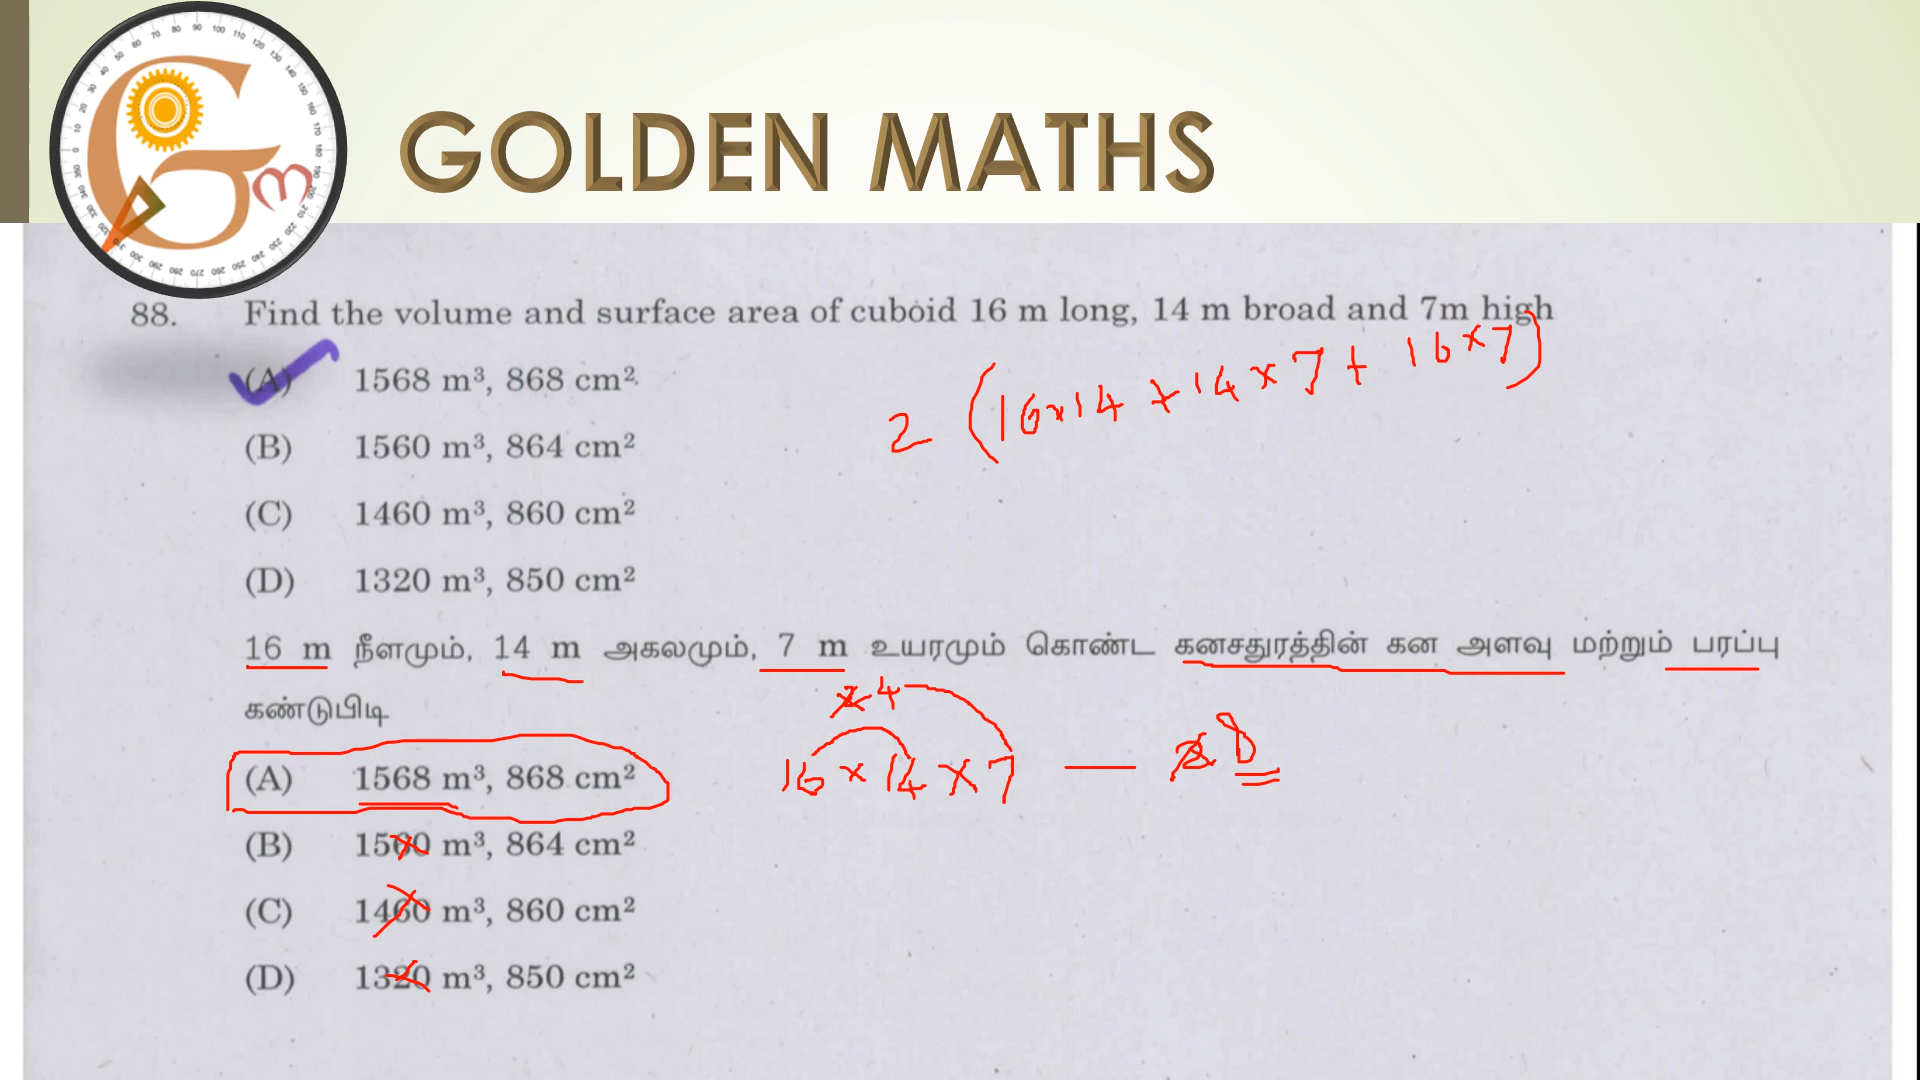 GOLDEN MATHS
m
88. Find the volume and surface area of cuboid 16 m long, 14 m broad and 7m high
(A) 1568 m³, 868 cm²
2 (16×14 + 14×7 + 16×7)
(B) 1560 m³, 864 cm²
(C) 1460 m³, 860 cm²
(D) 1320 m³, 850 cm²
16 m நீளமும், 14 m அகலமும், 7 m உயரமும் கொண்ட கனசதுரத்தின் கன அளவு மற்றும் பரப்பு
கண்டுபிடி
4
(A) 1568 m³, 868 cm² 16 × 14 × 7 — 8
(B) 1560 m³, 864 cm²
(C) 1460 m³, 860 cm²
(D) 1320 m³, 850 cm²